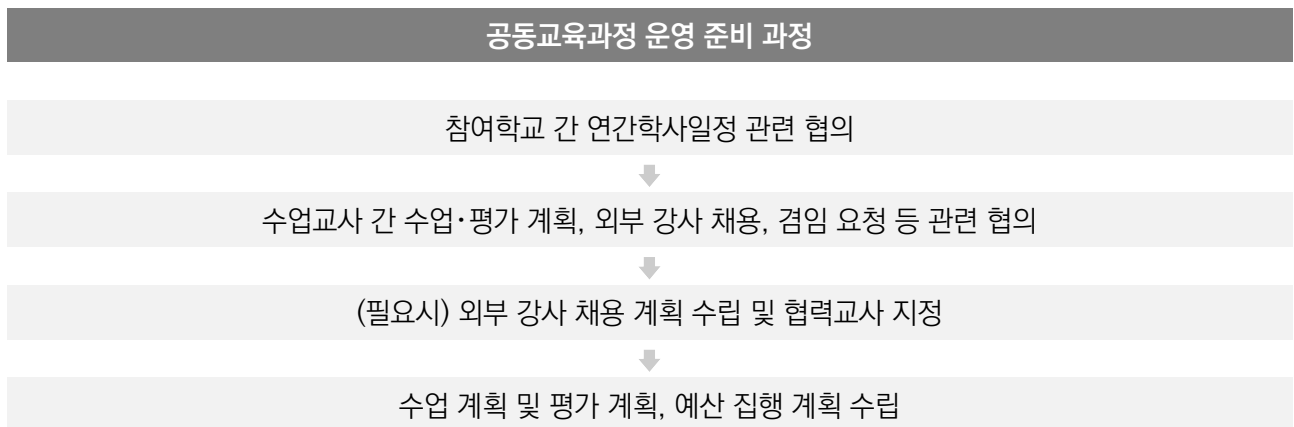 공동교육과정 운영 준비 과정
참여학교 간 연간학사일정 관련 협의
수업교사 간 수업·평가 계획, 외부 강사 채용, 겸임 요청 등 관련 협의
(필요시) 외부 강사 채용 계획 수립 및 협력교사 지정
수업 계획 및 평가 계획, 예산 집행 계획 수립